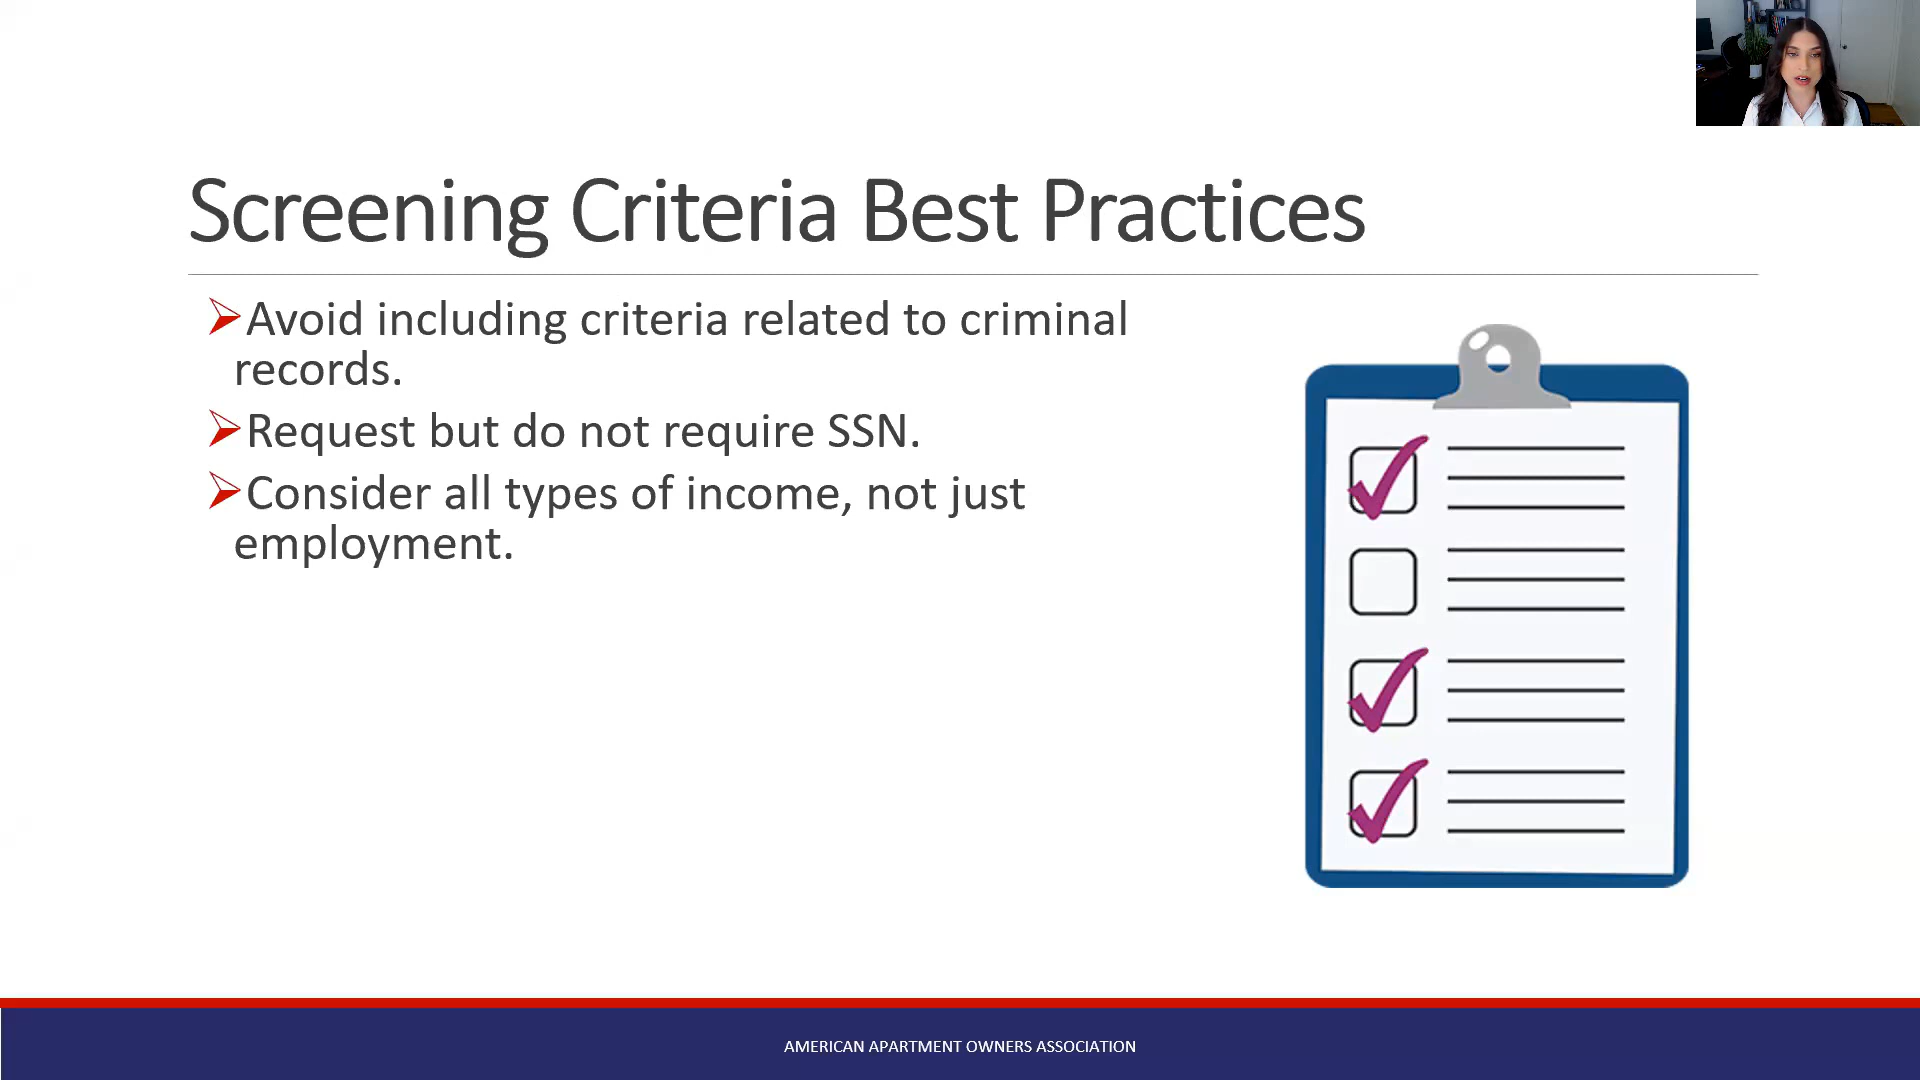 Screening Criteria Best Practices
Avoid including criteria related to criminal
records.
Request but do not require SSN.
Consider all types of income, not just
employment.
AMERICAN APARTMENT OWNERS ASSOCIATION